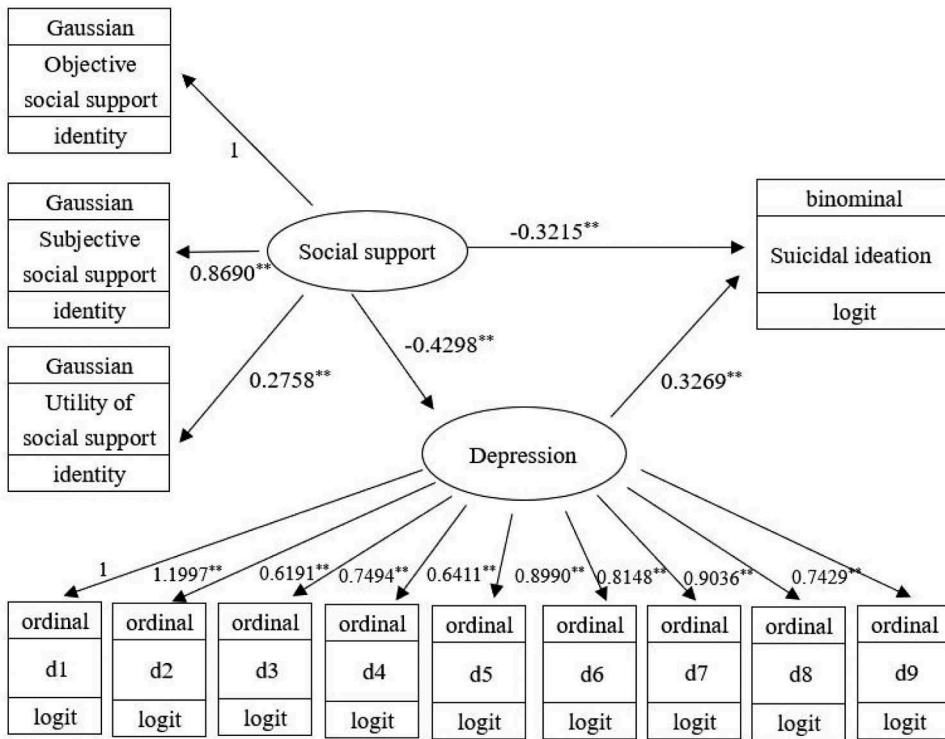 Gaussian
Objective
social support
identity
1
Gaussian
Subjective
social support
identity
0.8690**
Social support
-0.3215**
binominal
Suicidal ideation
logit
Gaussian
Utility of
social support
identity
0.2758**
-0.4298**
0.3269**
Depression
1
1.1997**
0.6191**
0.7494**
0.6411**
0.8990**
0.8148**
0.9036**
0.7429**
ordinal
d1
logit
ordinal
d2
logit
ordinal
d3
logit
ordinal
d4
logit
ordinal
d5
logit
ordinal
d6
logit
ordinal
d7
logit
ordinal
d8
logit
ordinal
d9
logit